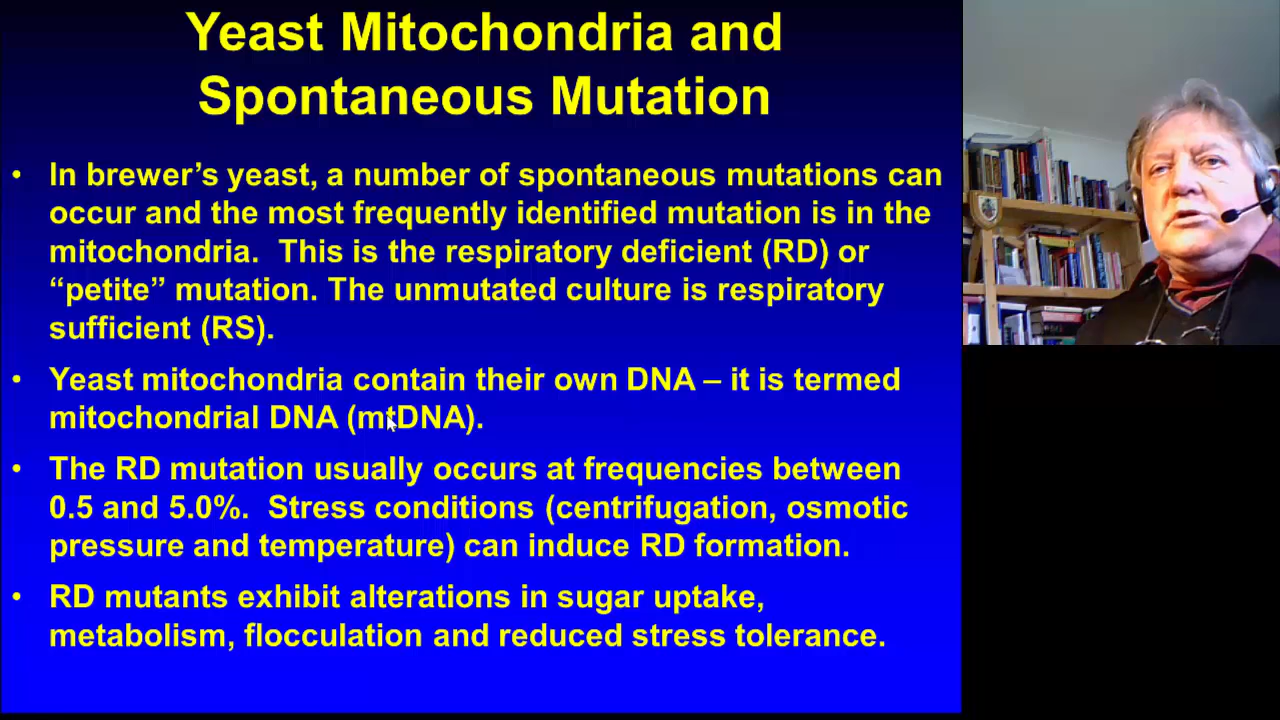 Yeast Mitochondria and
Spontaneous Mutation
• In brewer’s yeast, a number of spontaneous mutations can
occur and the most frequently identified mutation is in the
mitochondria.  This is the respiratory deficient (RD) or
“petite” mutation. The unmutated culture is respiratory
sufficient (RS).
• Yeast mitochondria contain their own DNA – it is termed
mitochondrial DNA (mtDNA).
• The RD mutation usually occurs at frequencies between
0.5 and 5.0%.  Stress conditions (centrifugation, osmotic
pressure and temperature) can induce RD formation.
• RD mutants exhibit alterations in sugar uptake,
metabolism, flocculation and reduced stress tolerance.